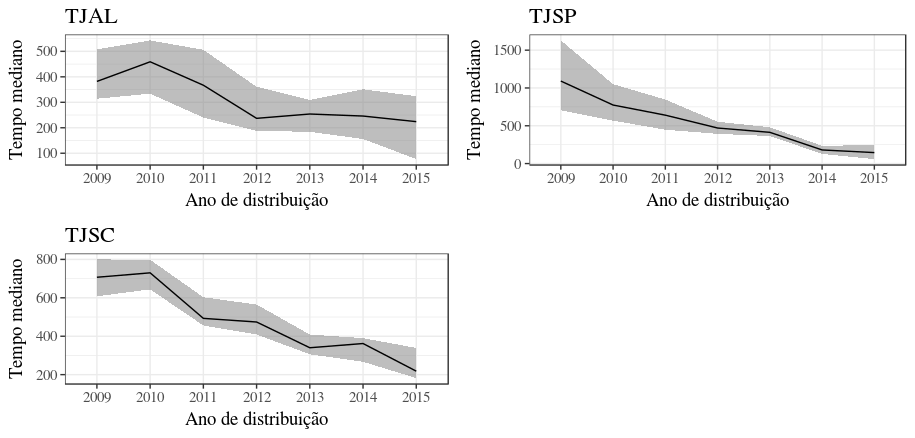 TJAL
Tempo mediano
500
400
300
200
100
2009 2010 2011 2012 2013 2014 2015
Ano de distribuição
TJSP
Tempo mediano
1500
1000
500
0
2009 2010 2011 2012 2013 2014 2015
Ano de distribuição
TJSC
Tempo mediano
800
600
400
200
2009 2010 2011 2012 2013 2014 2015
Ano de distribuição